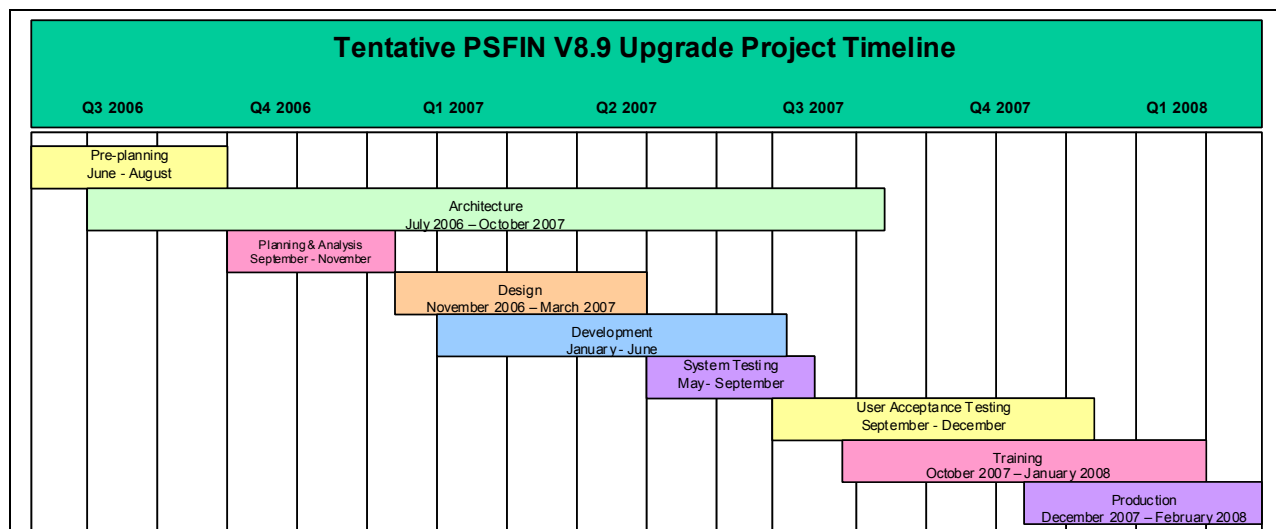 Tentative PSFIN V8.9 Upgrade Project Timeline
Q3 2006 Q4 2006 Q1 2007 Q2 2007 Q3 2007 Q4 2007 Q1 2008
Pre-planning
June - August
Architecture
July 2006 – October 2007
Planning & Analysis
September - November
Design
November 2006 – March 2007
Development
January - June
System Testing
May- September
User Acceptance Testing
September - December
Training
October 2007 – January 2008
Production
December 2007 – February 2008